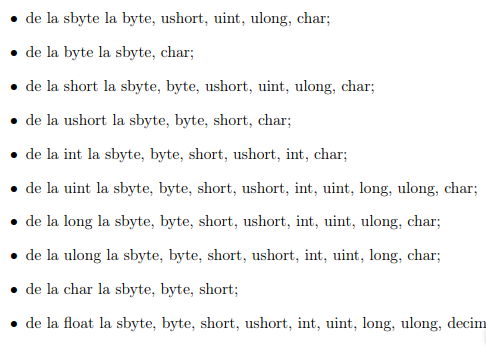 • de la sbyte la byte, ushort, uint, ulong, char;
• de la byte la sbyte, char;
• de la short la sbyte, byte, ushort, uint, ulong, char;
• de la ushort la sbyte, byte, short, char;
• de la int la sbyte, byte, short, ushort, int, char;
• de la uint la sbyte, byte, short, ushort, int, uint, long, ulong, char;
• de la long la sbyte, byte, short, ushort, int, uint, ulong, char;
• de la ulong la sbyte, byte, short, ushort, int, uint, long, char;
• de la char la sbyte, byte, short;
• de la float la sbyte, byte, short, ushort, int, uint, long, ulong, decim